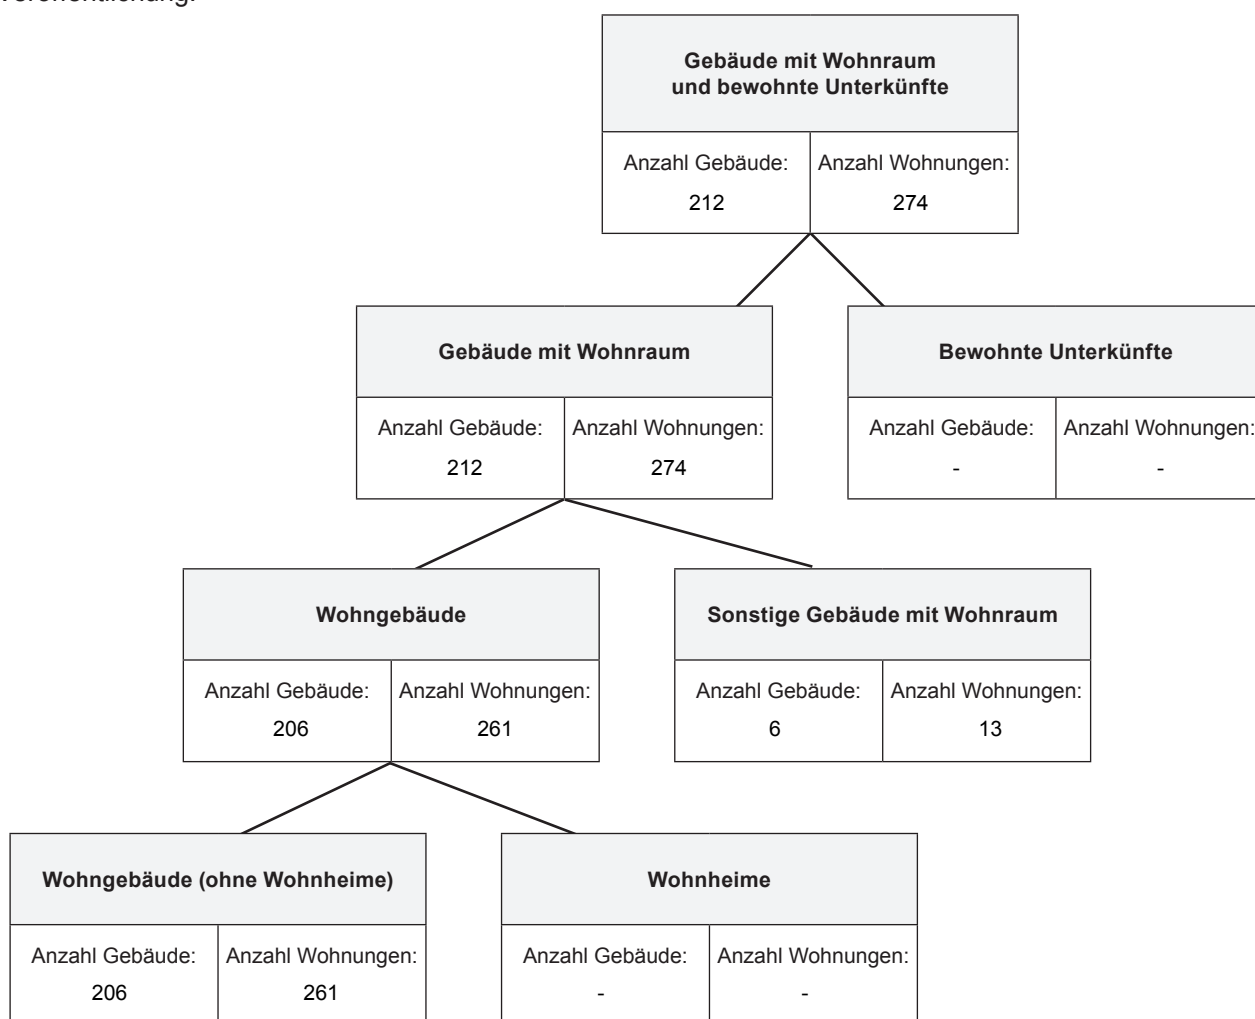 Veröffentlichung.
Gebäude mit Wohnraum
und bewohnte Unterkünfte
Anzahl Gebäude: Anzahl Wohnungen:
212 274
Gebäude mit Wohnraum Bewohnte Unterkünfte
Anzahl Gebäude: Anzahl Wohnungen: Anzahl Gebäude: Anzahl Wohnungen:
212 274 - -
Wohngebäude Sonstige Gebäude mit Wohnraum
Anzahl Gebäude: Anzahl Wohnungen: Anzahl Gebäude: Anzahl Wohnungen:
206 261 6 13
Wohngebäude (ohne Wohnheime) Wohnheime
Anzahl Gebäude: Anzahl Wohnungen: Anzahl Gebäude: Anzahl Wohnungen:
206 261 - -